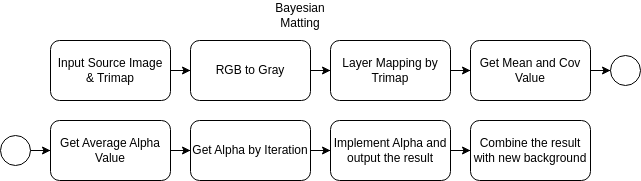 Bayesian
Matting
Input Source Image
& Trimap
RGB to Gray
Layer Mapping by
Trimap
Get Mean and Cov
Value
Get Average Alpha
Value
Get Alpha by Iteration
Implement Alpha and
output the result
Combine the result
with new background